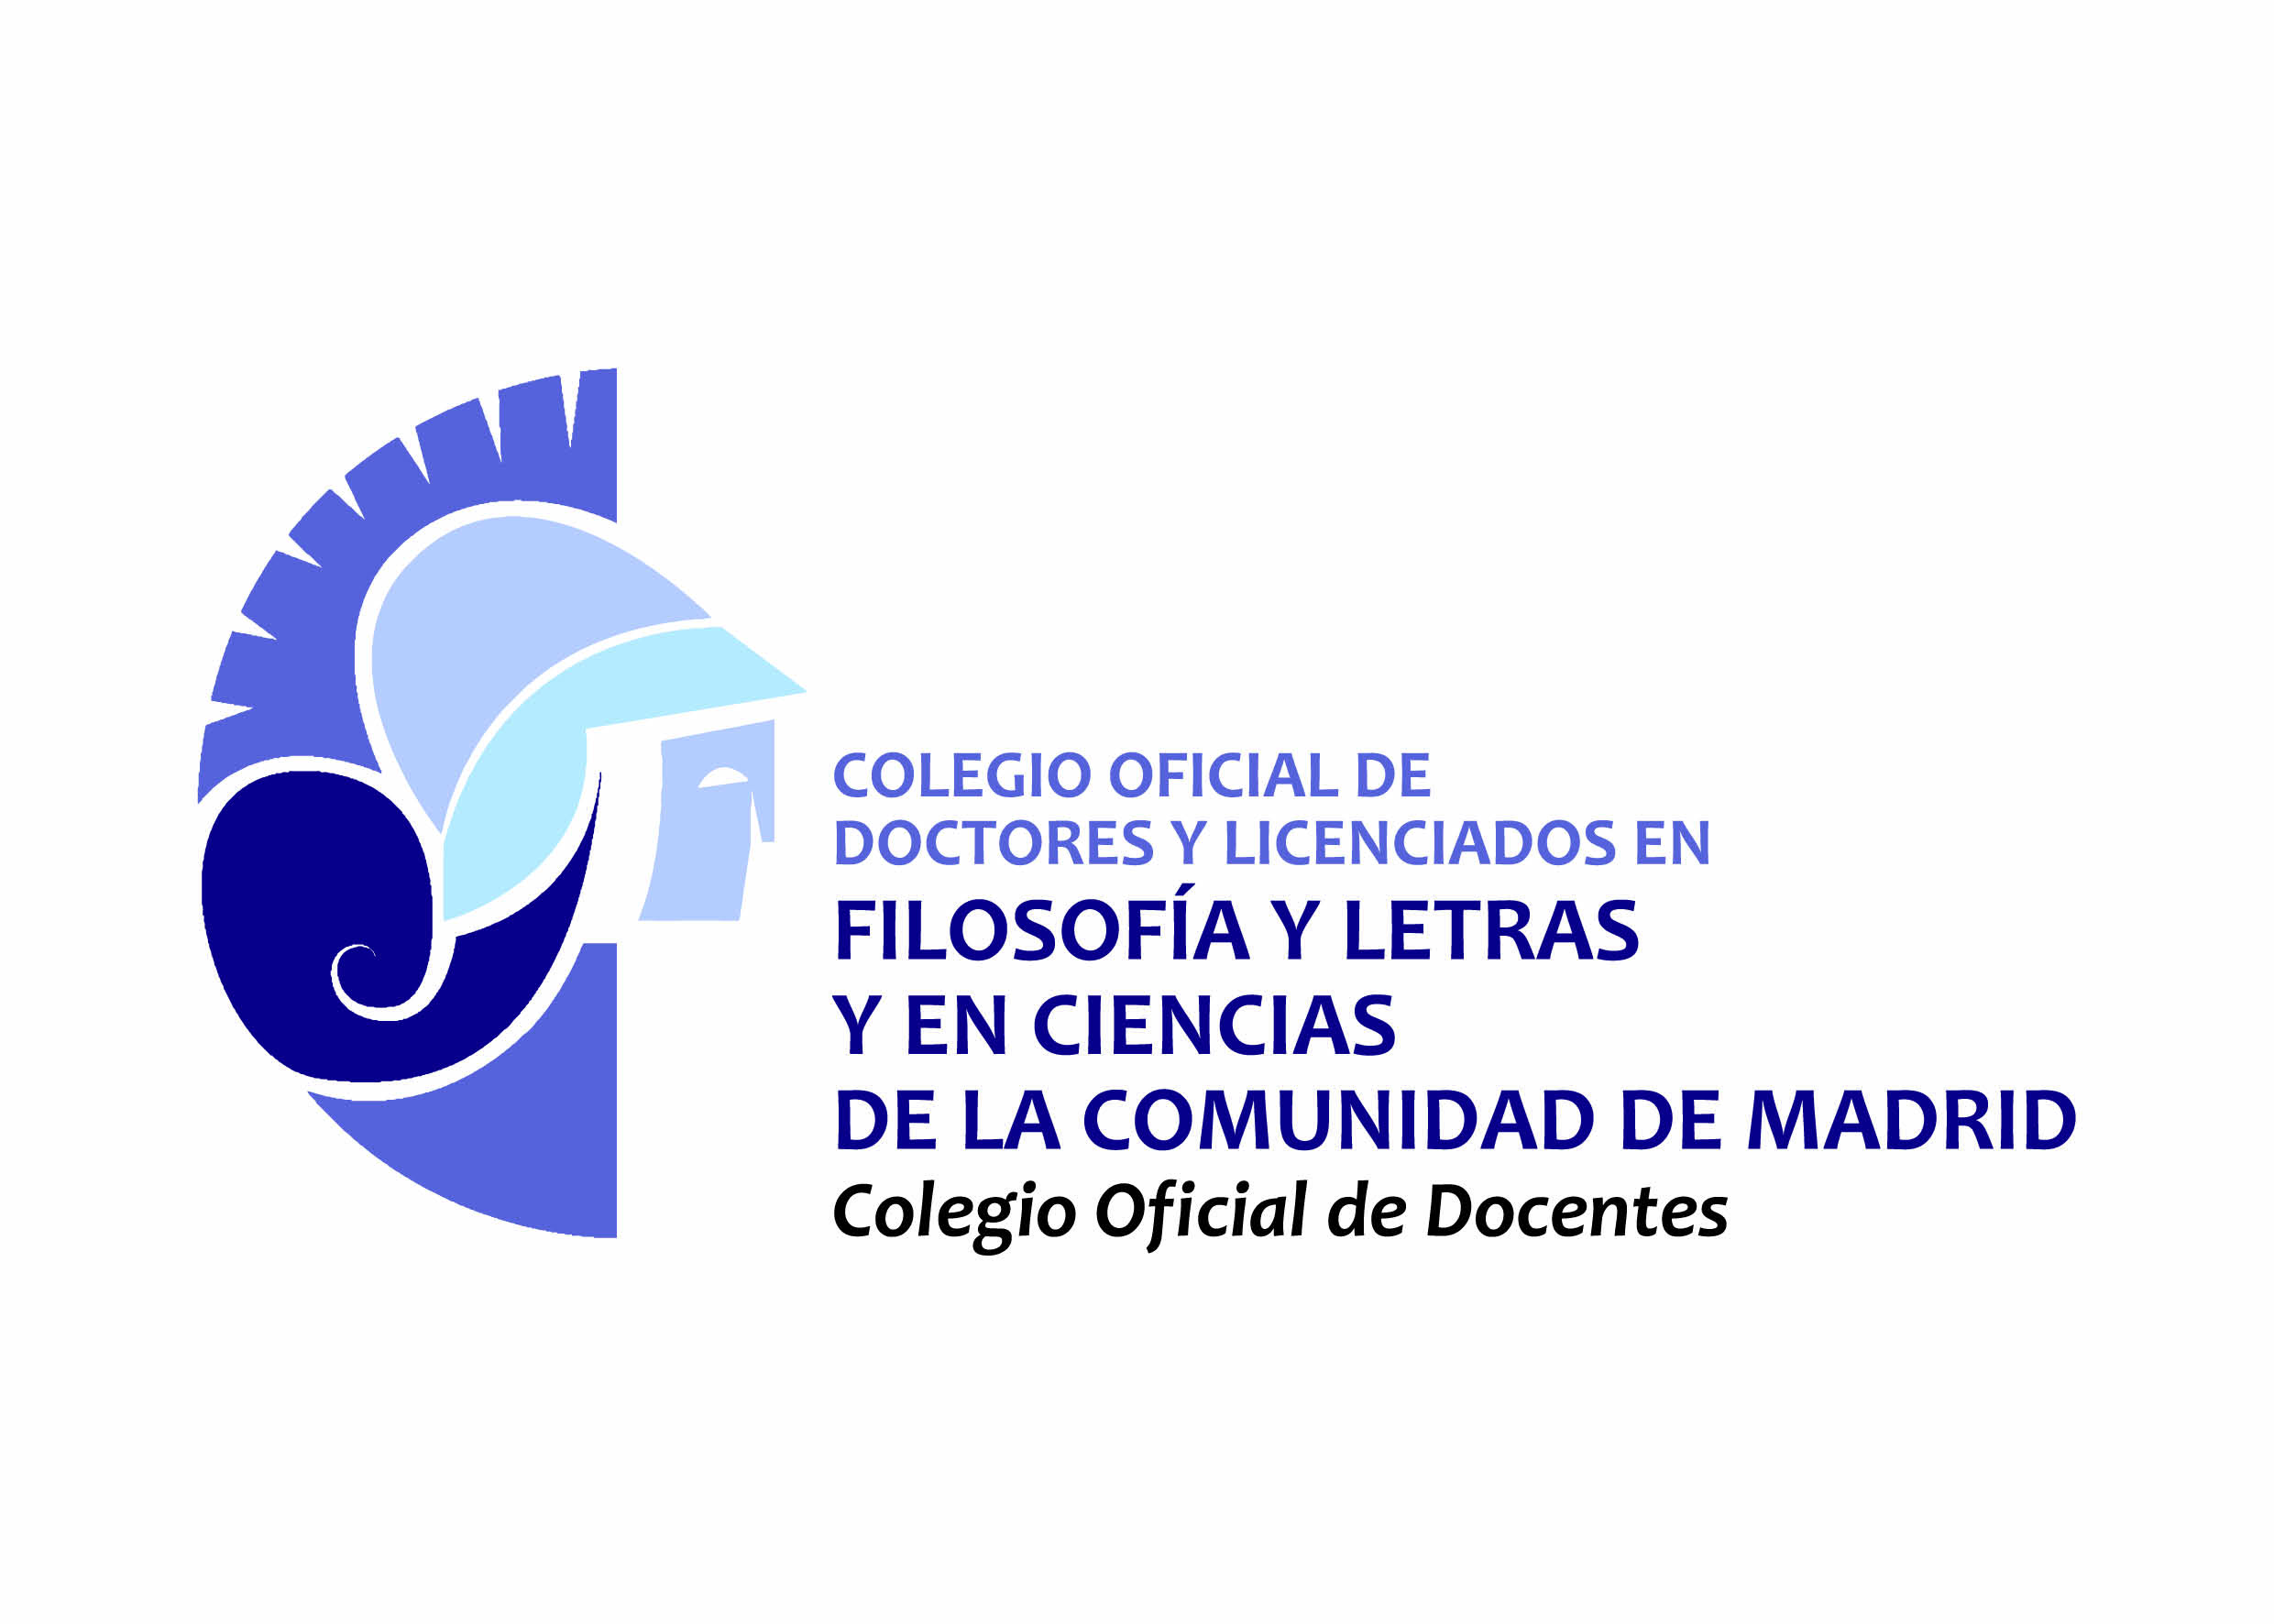 COLEGIO OFICIAL DE
DOCTORES Y LICENCIADOS EN
FILOSOFÍA Y LETRAS
Y EN CIENCIAS
DE LA COMUNIDAD DE MADRID
Colegio Oficial de Docentes